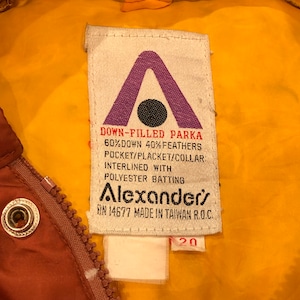 DOWN-FILLED PARKA
60%DOWN 40%FEATHERS
POCKET/PLACKET/COLLAR
INTERLINED WITH
POLYESTER BATTING
Alexander's
RN 14677 MADE IN TAIWAN R.O.C.
20